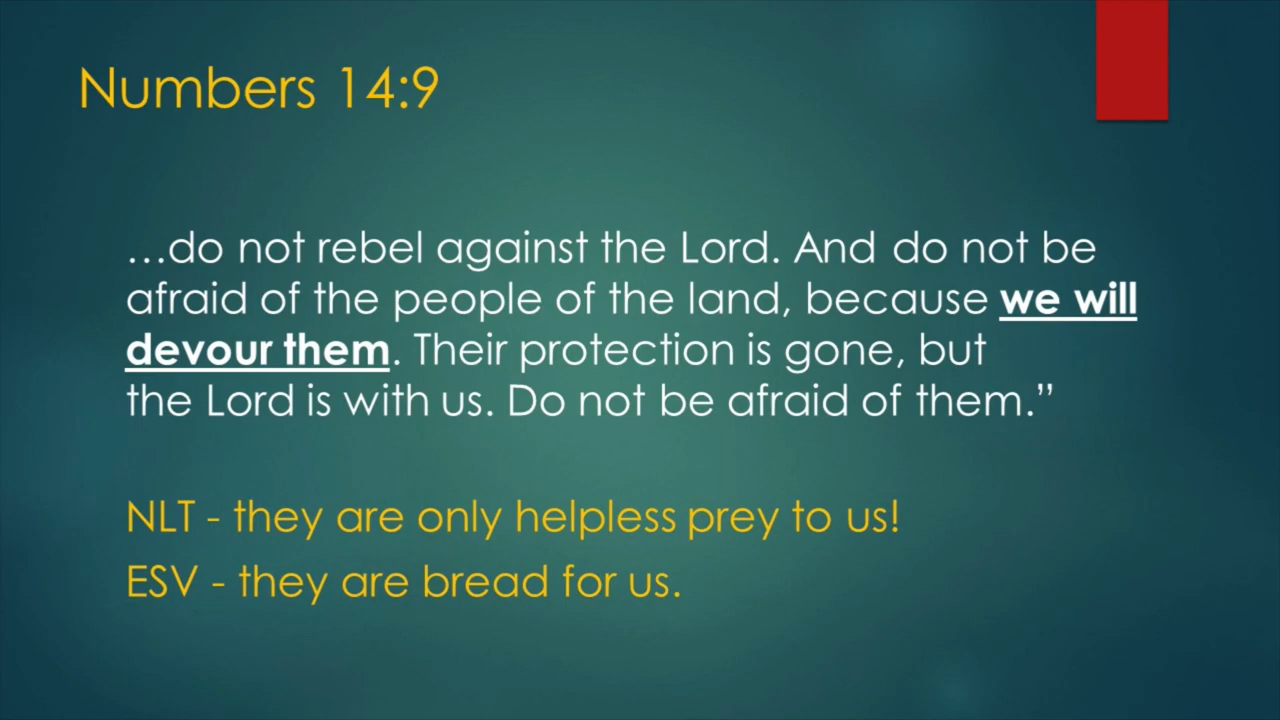 Numbers 14:9
…do not rebel against the Lord. And do not be
afraid of the people of the land, because we will
devour them. Their protection is gone, but
the Lord is with us. Do not be afraid of them.”
NLT - they are only helpless prey to us!
ESV - they are bread for us.